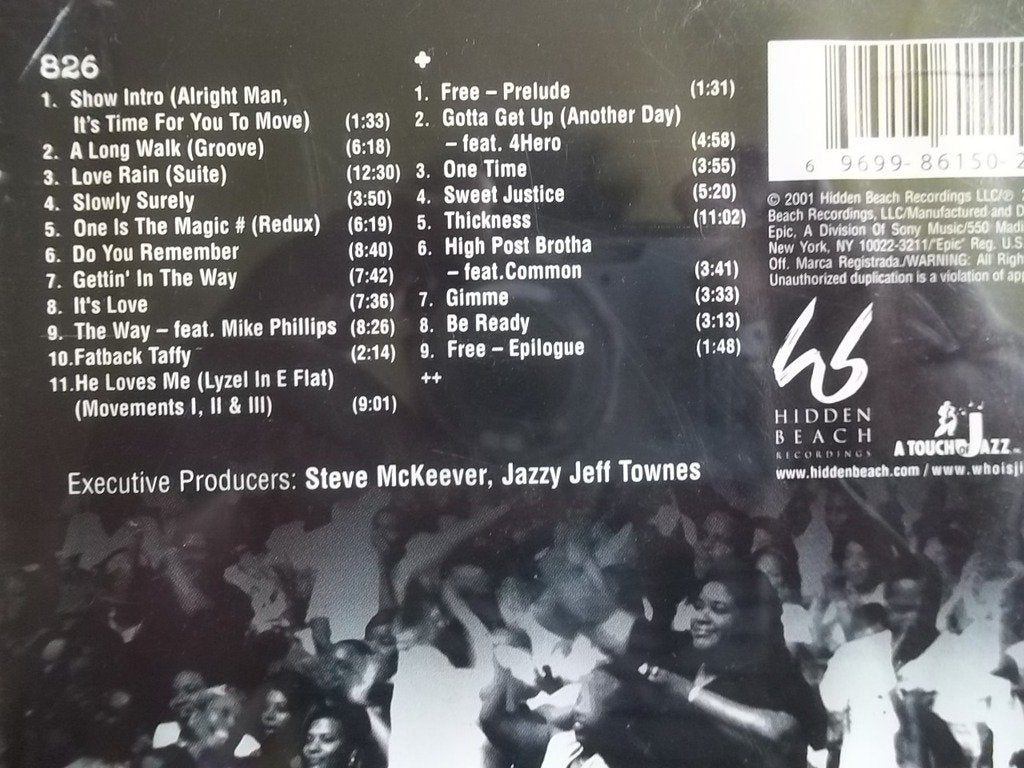 826
1. Show Intro (Alright Man,
It's Time For You To Move) (1:33)
2. A Long Walk (Groove) (6:18)
3. Love Rain (Suite) (12:30)
4. Slowly Surely (3:50)
5. One Is The Magic # (Redux) (6:19)
6. Do You Remember (8:40)
7. Gettin' In The Way (7:42)
8. It's Love (7:36)
9. The Way – feat. Mike Phillips (8:26)
10. Fatback Taffy (2:14)
11. He Loves Me (Lyzel In E Flat)
(Movements I, II & III) (9:01)
+
1. Free – Prelude (1:31)
2. Gotta Get Up (Another Day)
– feat. 4Hero (4:58)
3. One Time (3:55)
4. Sweet Justice (5:20)
5. Thickness (11:02)
6. High Post Brotha
– feat.Common (3:41)
7. Gimme (3:33)
8. Be Ready (3:13)
9. Free – Epilogue (1:48)
++
Executive Producers: Steve McKeever, Jazzy Jeff Townes
6 9699-86150-2
© 2001 Hidden Beach Recordings LLC/℗
Beach Recordings, LLC/Manufactured and D
Epic, A Division Of Sony Music/550 Madi
New York, NY 10022-3211/"Epic" Reg. U.S.
Off. Marca Registrada./WARNING: All Righ
Unauthorized duplication is a violation of ap
hb
HIDDEN
BEACH
RECORDINGS
A TOUCH OF JAZZ
www.hiddenbeach.com / www.whoisji